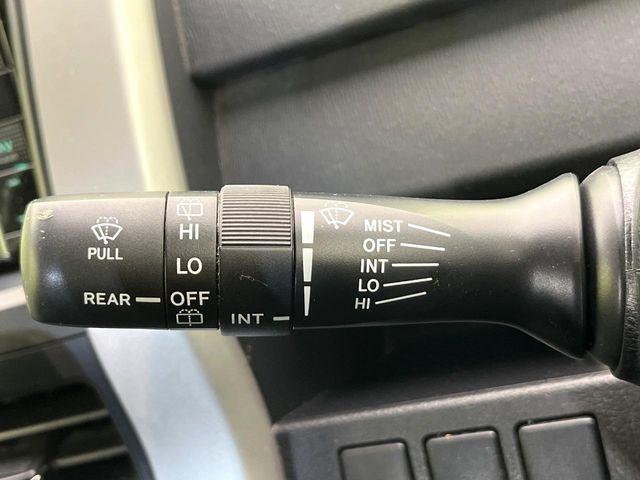 PULL
REAR
HI
LO
OFF
INT
MIST
OFF
INT
LO
HI